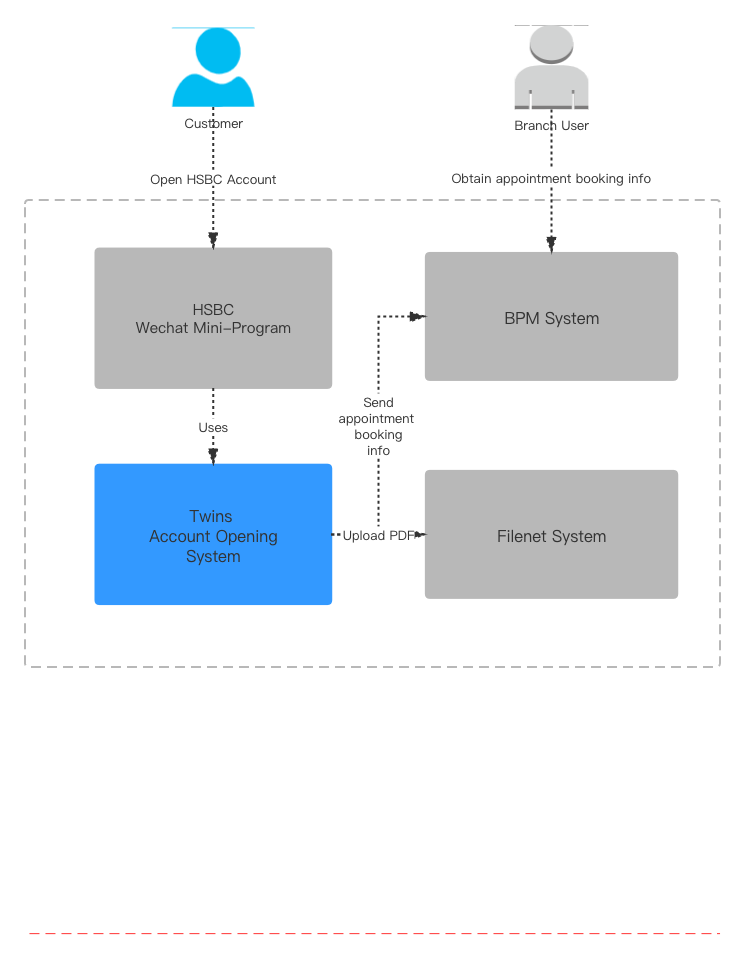 Customer
Branch User
Open HSBC Account
Obtain appointment booking info
HSBC
Wechat Mini-Program
BPM System
Send
appointment
booking
info
Uses
Twins
Account Opening
System
Upload PDF
Filenet System